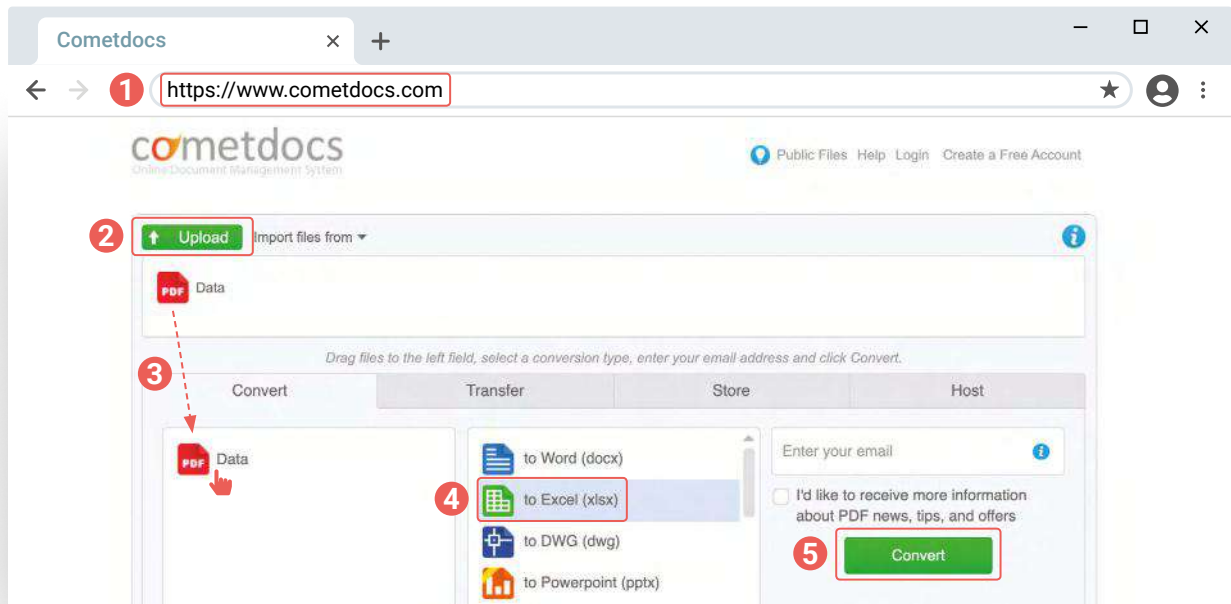 Cometdocs
1 https://www.cometdocs.com
cometdocs
Online Document Management System
Public Files Help Login Create a Free Account
2 Upload Import files from
PDF Data
Drag files to the left field, select a conversion type, enter your email address and click Convert.
3
Convert Transfer Store Host
PDF Data
to Word (docx)
4 to Excel (xlsx)
to DWG (dwg)
to Powerpoint (pptx)
Enter your email
I'd like to receive more information
about PDF news, tips, and offers
5 Convert